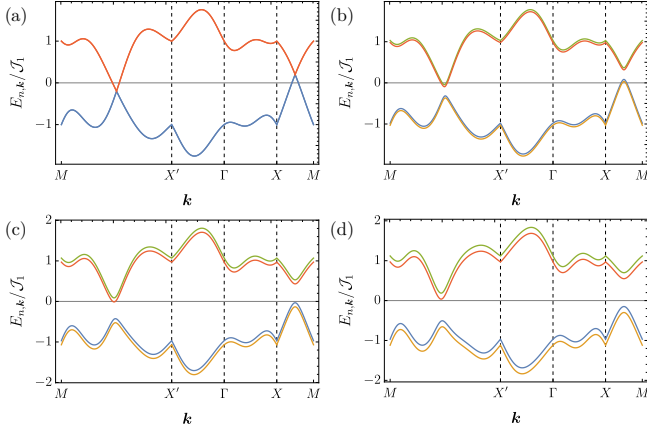 (a)
E_{n,k}/𝒥_1
1
0
−1
M
X′
Γ
X
M
k
(b)
E_{n,k}/𝒥_1
1
0
−1
M
X′
Γ
X
M
k
(c)
E_{n,k}/𝒥_1
2
1
0
−1
−2
M
X′
Γ
X
M
k
(d)
E_{n,k}/𝒥_1
2
1
0
−1
−2
M
X′
Γ
X
M
k